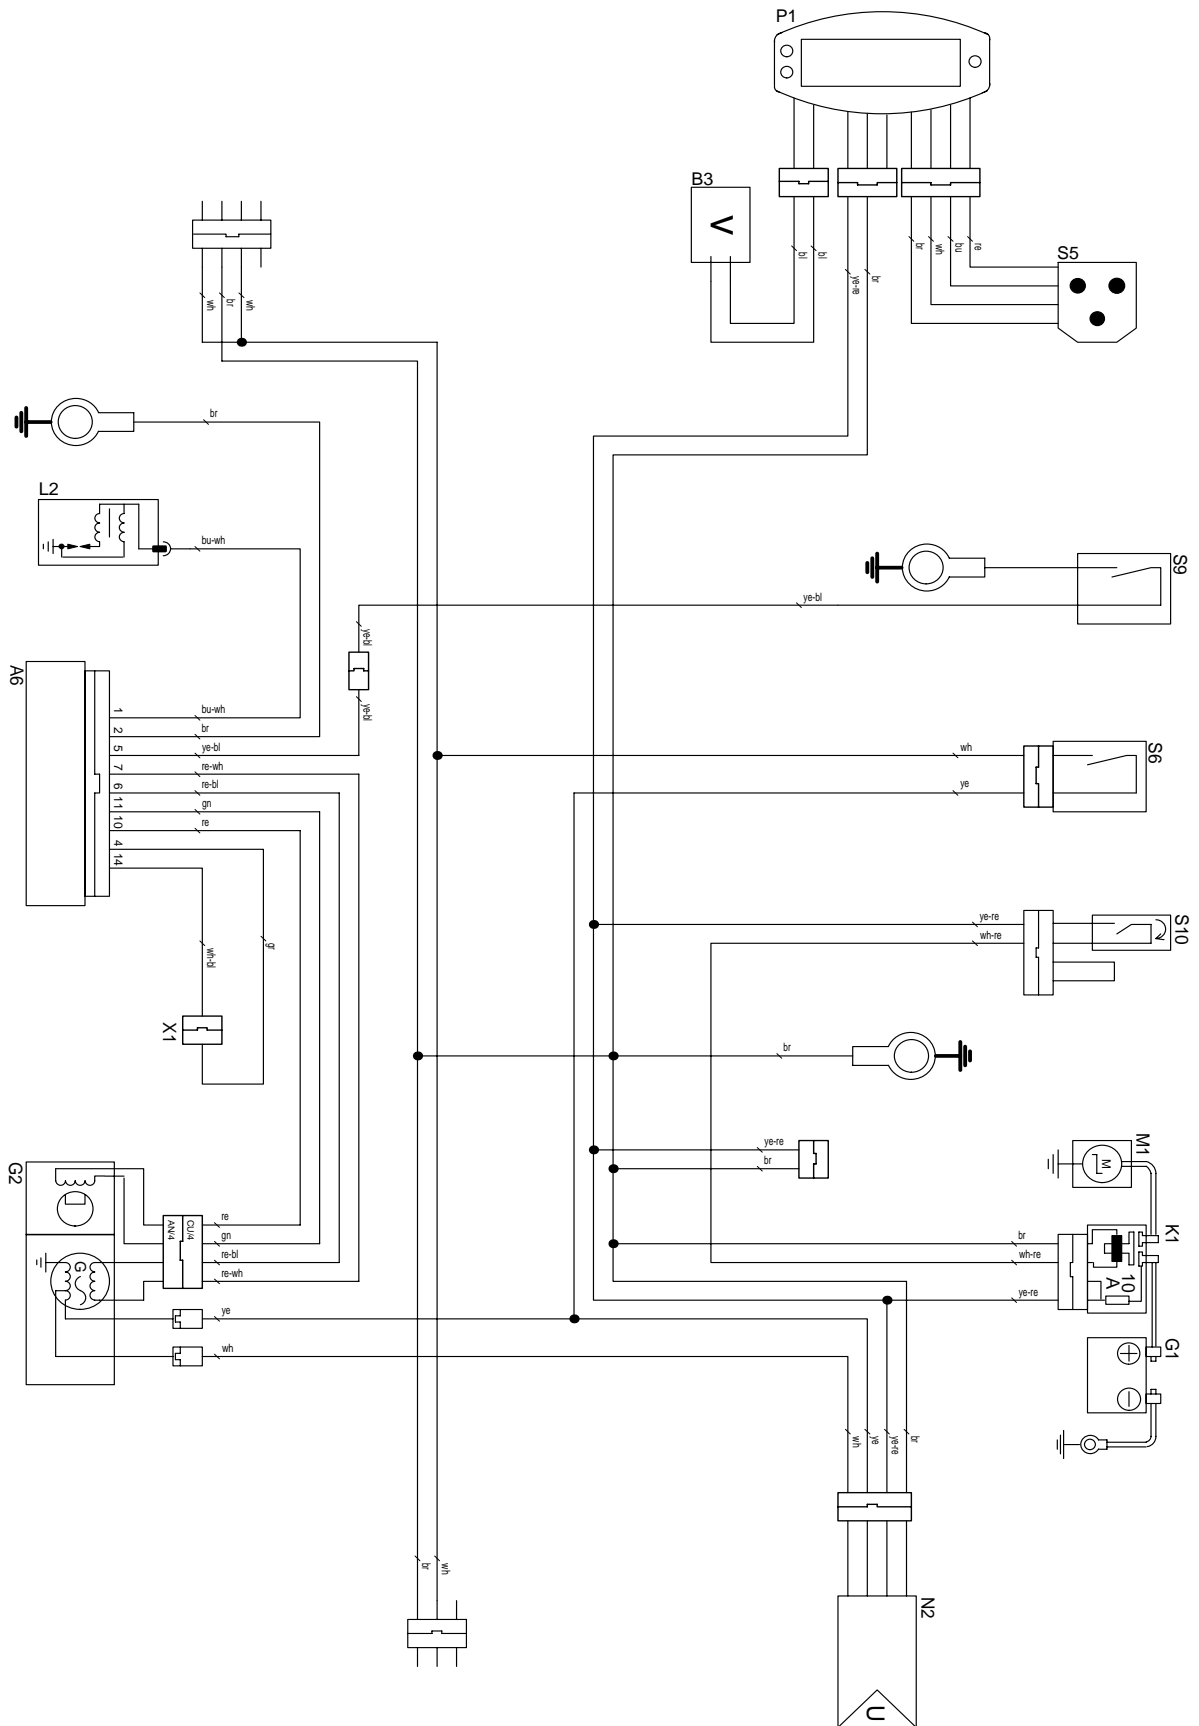 P1
B3
V
bl
bl
ye-re
br
br
wh
bu
re
S5
wh
br
wh
br
L2
bu-wh
S9
ye-bl
ye-bl
ye-bl
A6
1
bu-wh
2
br
5
ye-bl
7
re-wh
6
re-bl
11
gn
10
re
4
14
wh
ye
S6
ye-re
wh-re
S10
wh-bl
gr
X1
br
ye-re
br
M1
M
G2
AN/4
CU/4
re
gn
re-bl
re-wh
G
ye
wh
br
wh-re
ye-re
K1
10
A
G1
wh
ye
ye-re
br
br
wh
N2
U